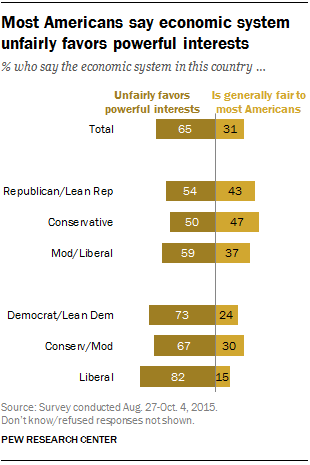 Most Americans say economic system
unfairly favors powerful interests
% who say the economic system in this country ...
Unfairly favors
powerful interests
Is generally fair to
most Americans
Total 65 31
Republican/Lean Rep 54 43
Conservative 50 47
Mod/Liberal 59 37
Democrat/Lean Dem 73 24
Conserv/Mod 67 30
Liberal 82 15
Source: Survey conducted Aug. 27-Oct. 4, 2015.
Don't know/refused responses not shown.
PEW RESEARCH CENTER